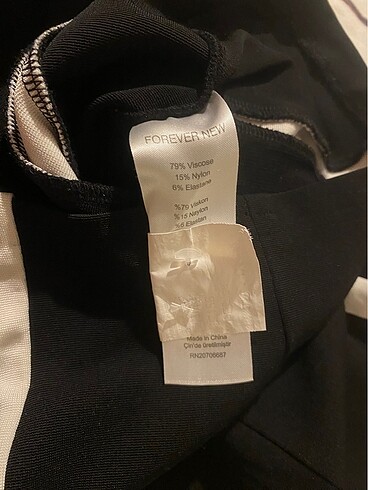 FOREVER NEW
79% Viscose
15% Nylon
6% Elastane
%79 Viskon
%15 Naylon
%6 Elastan
Made in China
Çin'de üretilmiştir
RN20708687